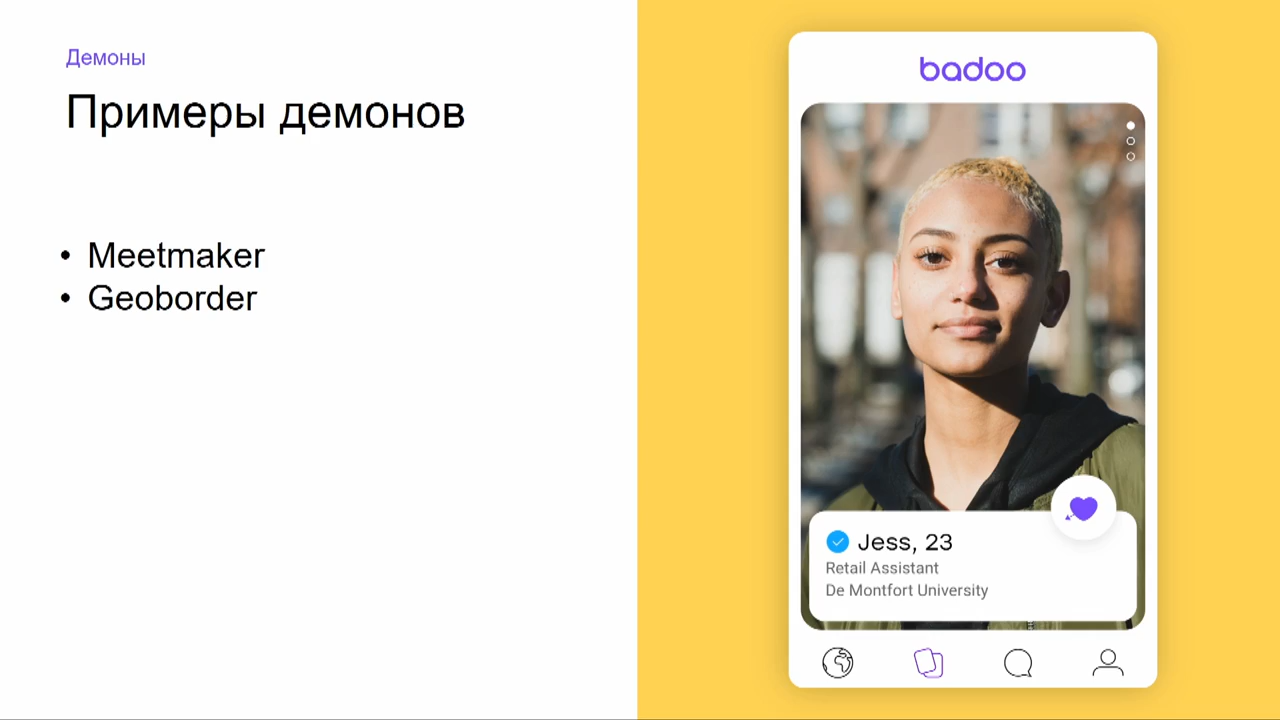 Демоны
Примеры демонов
• Meetmaker
• Geoborder
badoo
Jess, 23
Retail Assistant
De Montfort University